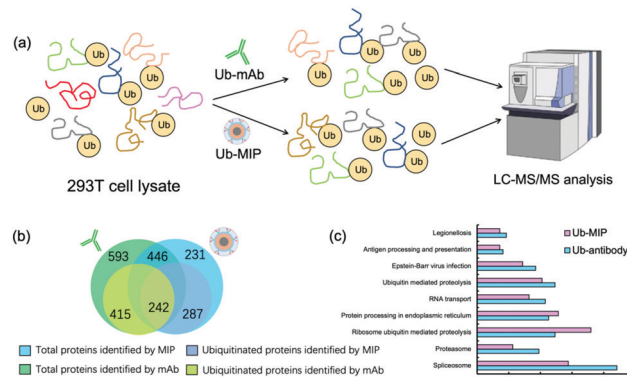 (a)
Ub
Ub
Ub
Ub
Ub
Ub
293T cell lysate
Ub-mAb
Ub-MIP
Ub
Ub
Ub
Ub
Ub
Ub
Ub
Ub
LC-MS/MS analysis
(b)
593
446
231
415
242
287
Total proteins identified by MIP
Ubiquitinated proteins identified by MIP
Total proteins identified by mAb
Ubiquitinated proteins identified by mAb
(c)
Ub-MIP
Ub-antibody
Legionellosis
Antigen processing and presentation
Epstein-Barr virus infection
Ubiquitin mediated proteolysis
RNA transport
Protein processing in endoplasmic reticulum
Ribosome ubiquitin mediated proteolysis
Proteasome
Spliceosome